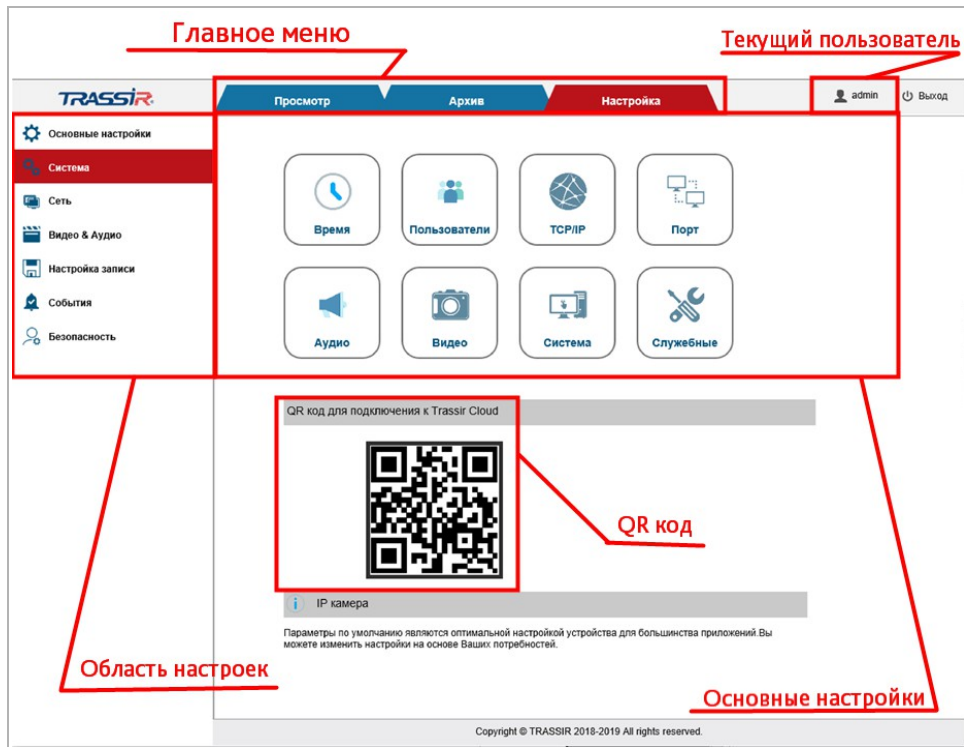 Главное меню
Текущий пользователь
TRASSIR
Просмотр
Архив
Настройка
admin
Выход
Основные настройки
Система
Сеть
Видео & Аудио
Настройка записи
События
Безопасность
Время
Пользователи
TCP/IP
Порт
Аудио
Видео
Система
Служебные
QR код для подключения к Trassir Cloud
QR код
IP камера
Параметры по умолчанию являются оптимальной настройкой устройства для большинства приложений.Вы
можете изменить настройки на основе Ваших потребностей.
Область настроек
Основные настройки
Copyright © TRASSIR 2018-2019 All rights reserved.